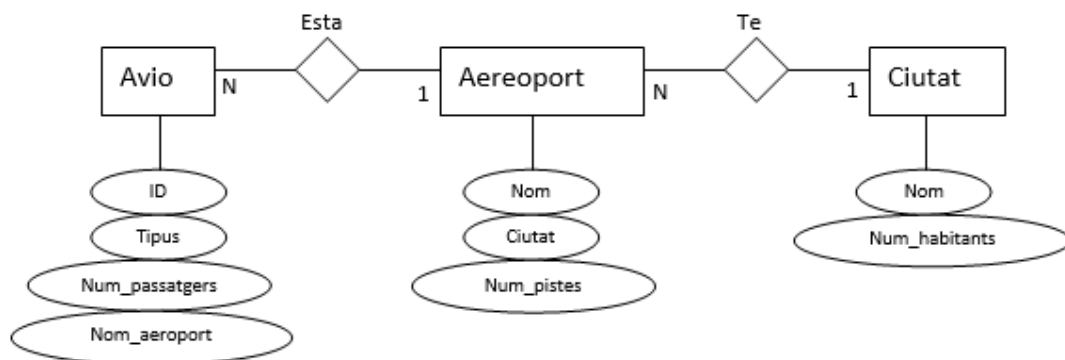 Esta
Te
Avio
N
1
Aereoport
N
1
Ciutat
ID
Tipus
Num_passatgers
Nom_aeroport
Nom
Ciutat
Num_pistes
Nom
Num_habitants